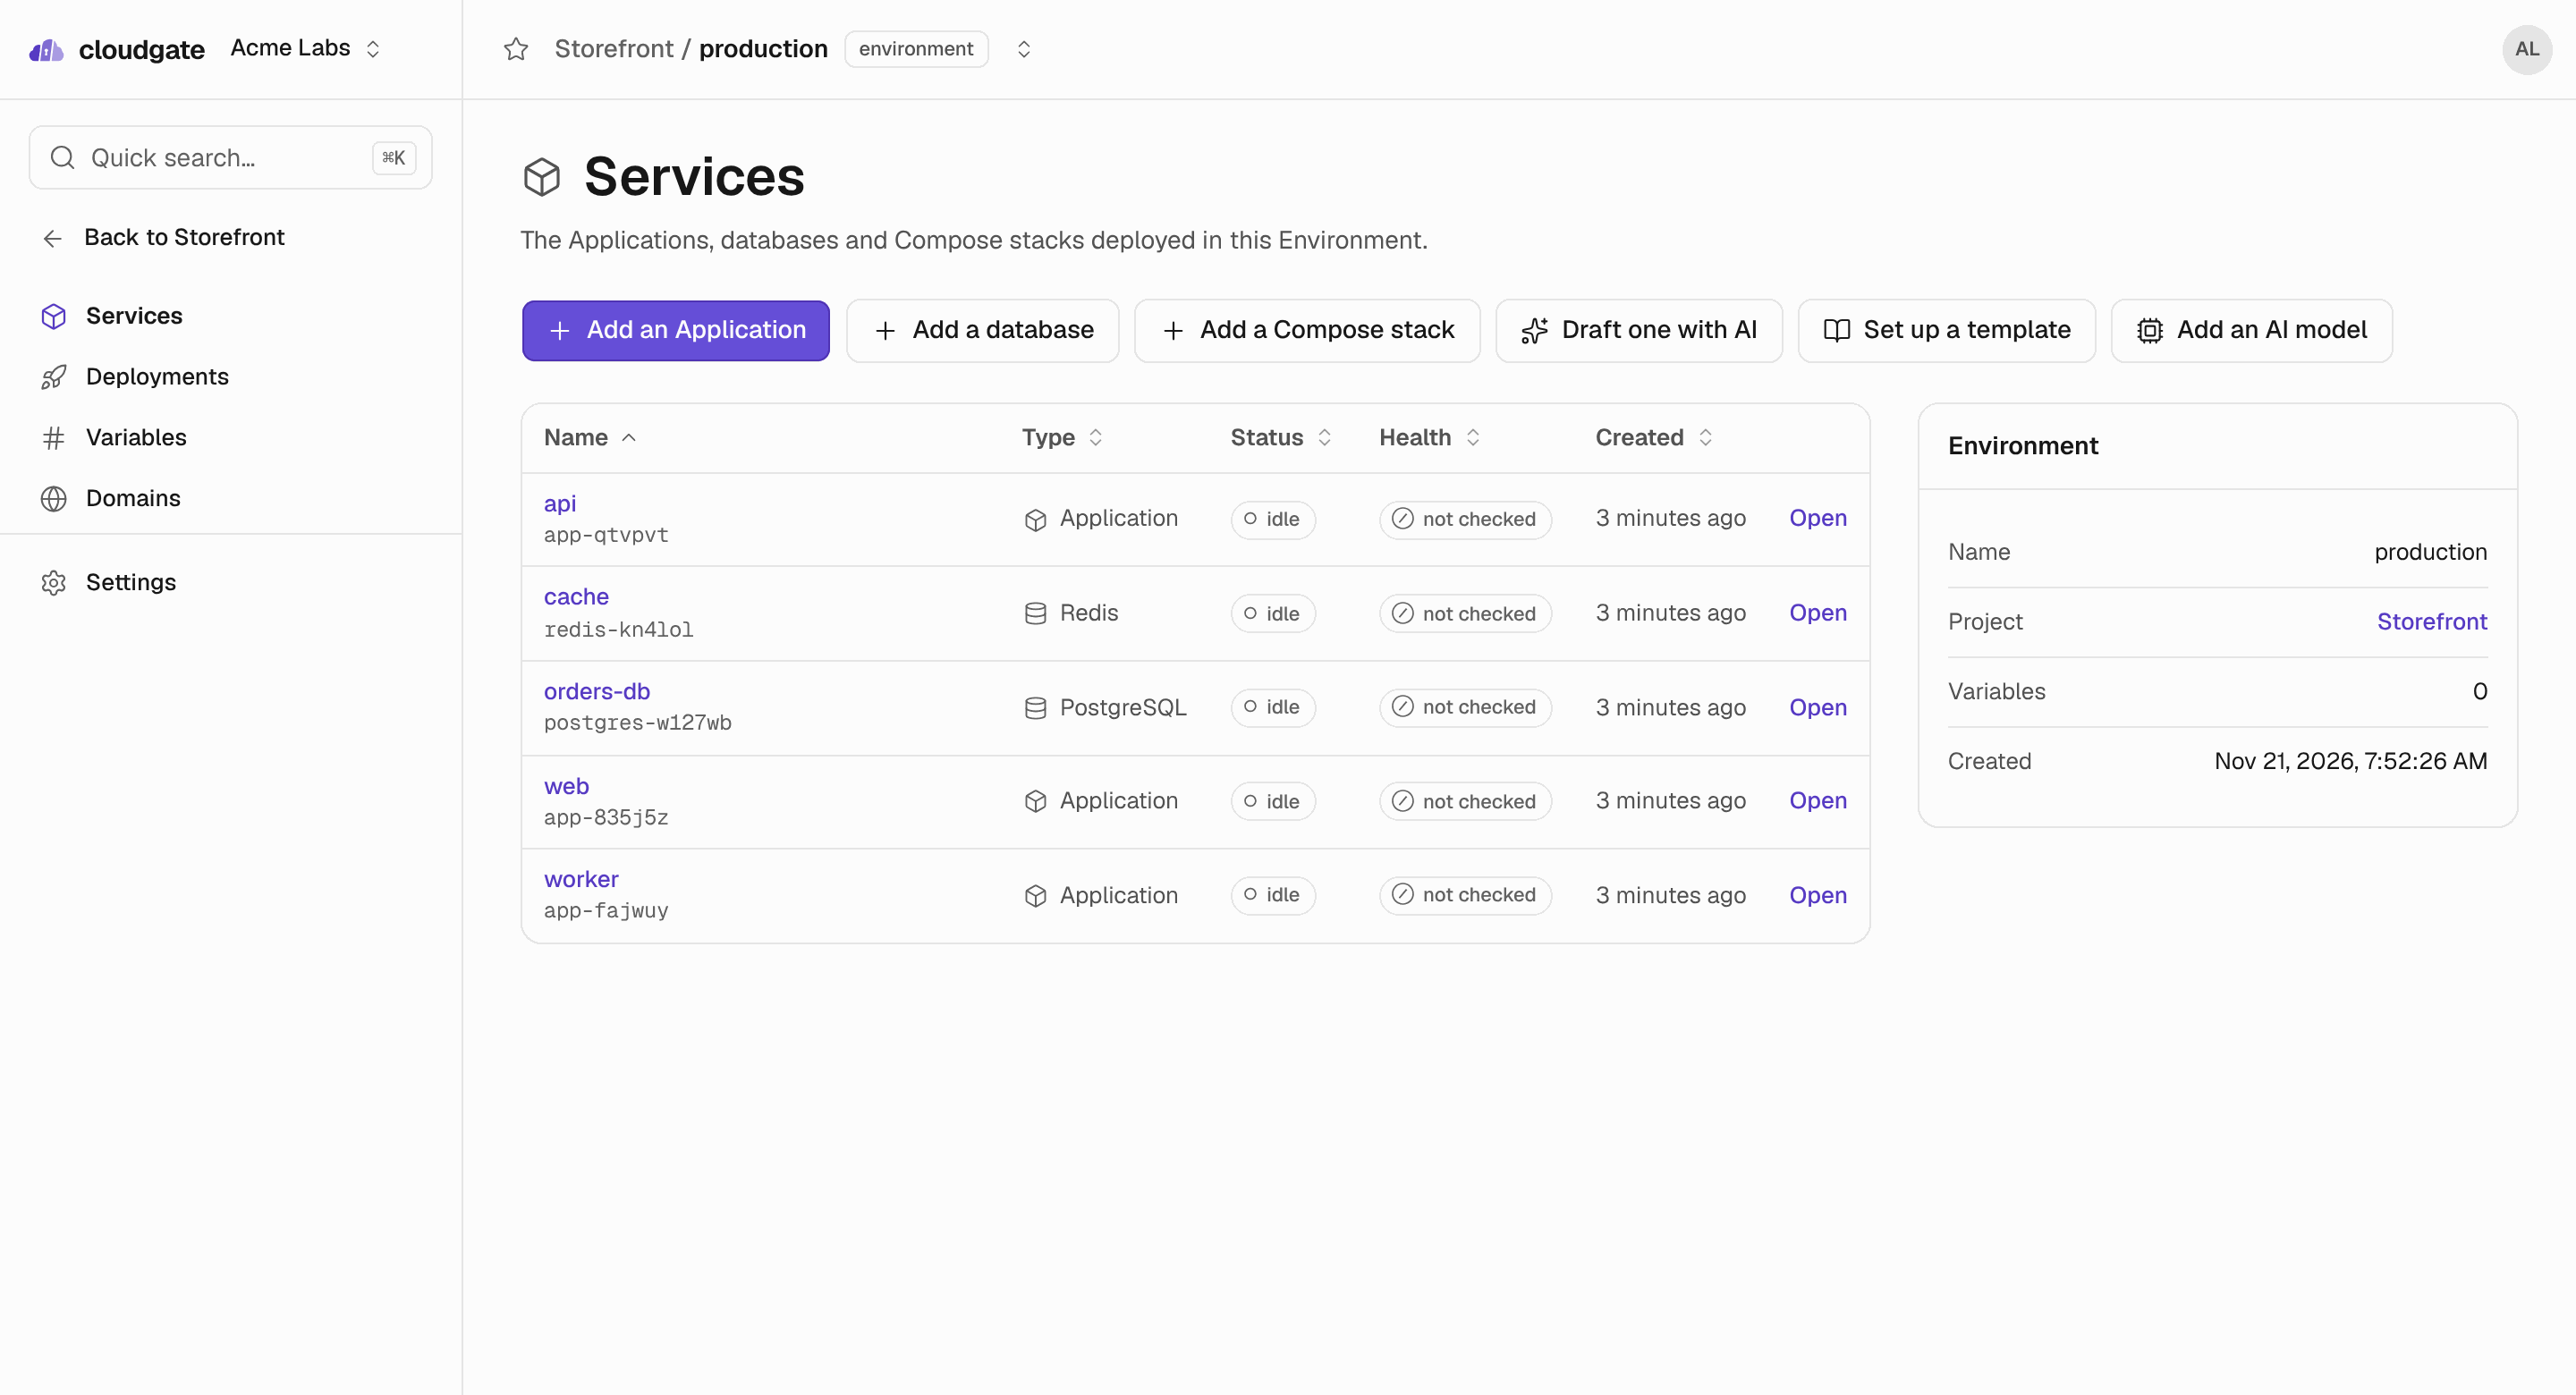 cloudgate Acme Labs
Storefront / production environment
AL
Quick search... ⌘K
Back to Storefront
Services
Deployments
Variables
Domains
Settings
Services
The Applications, databases and Compose stacks deployed in this Environment.
Add an Application
Add a database
Add a Compose stack
Draft one with AI
Set up a template
Add an AI model
Name Type Status Health Created
api
app-qtvpvt
Application idle not checked 3 minutes ago Open
cache
redis-kn4lol
Redis idle not checked 3 minutes ago Open
orders-db
postgres-w127wb
PostgreSQL idle not checked 3 minutes ago Open
web
app-835j5z
Application idle not checked 3 minutes ago Open
worker
app-fajwuy
Application idle not checked 3 minutes ago Open
Environment
Name production
Project Storefront
Variables 0
Created Nov 21, 2026, 7:52:26 AM